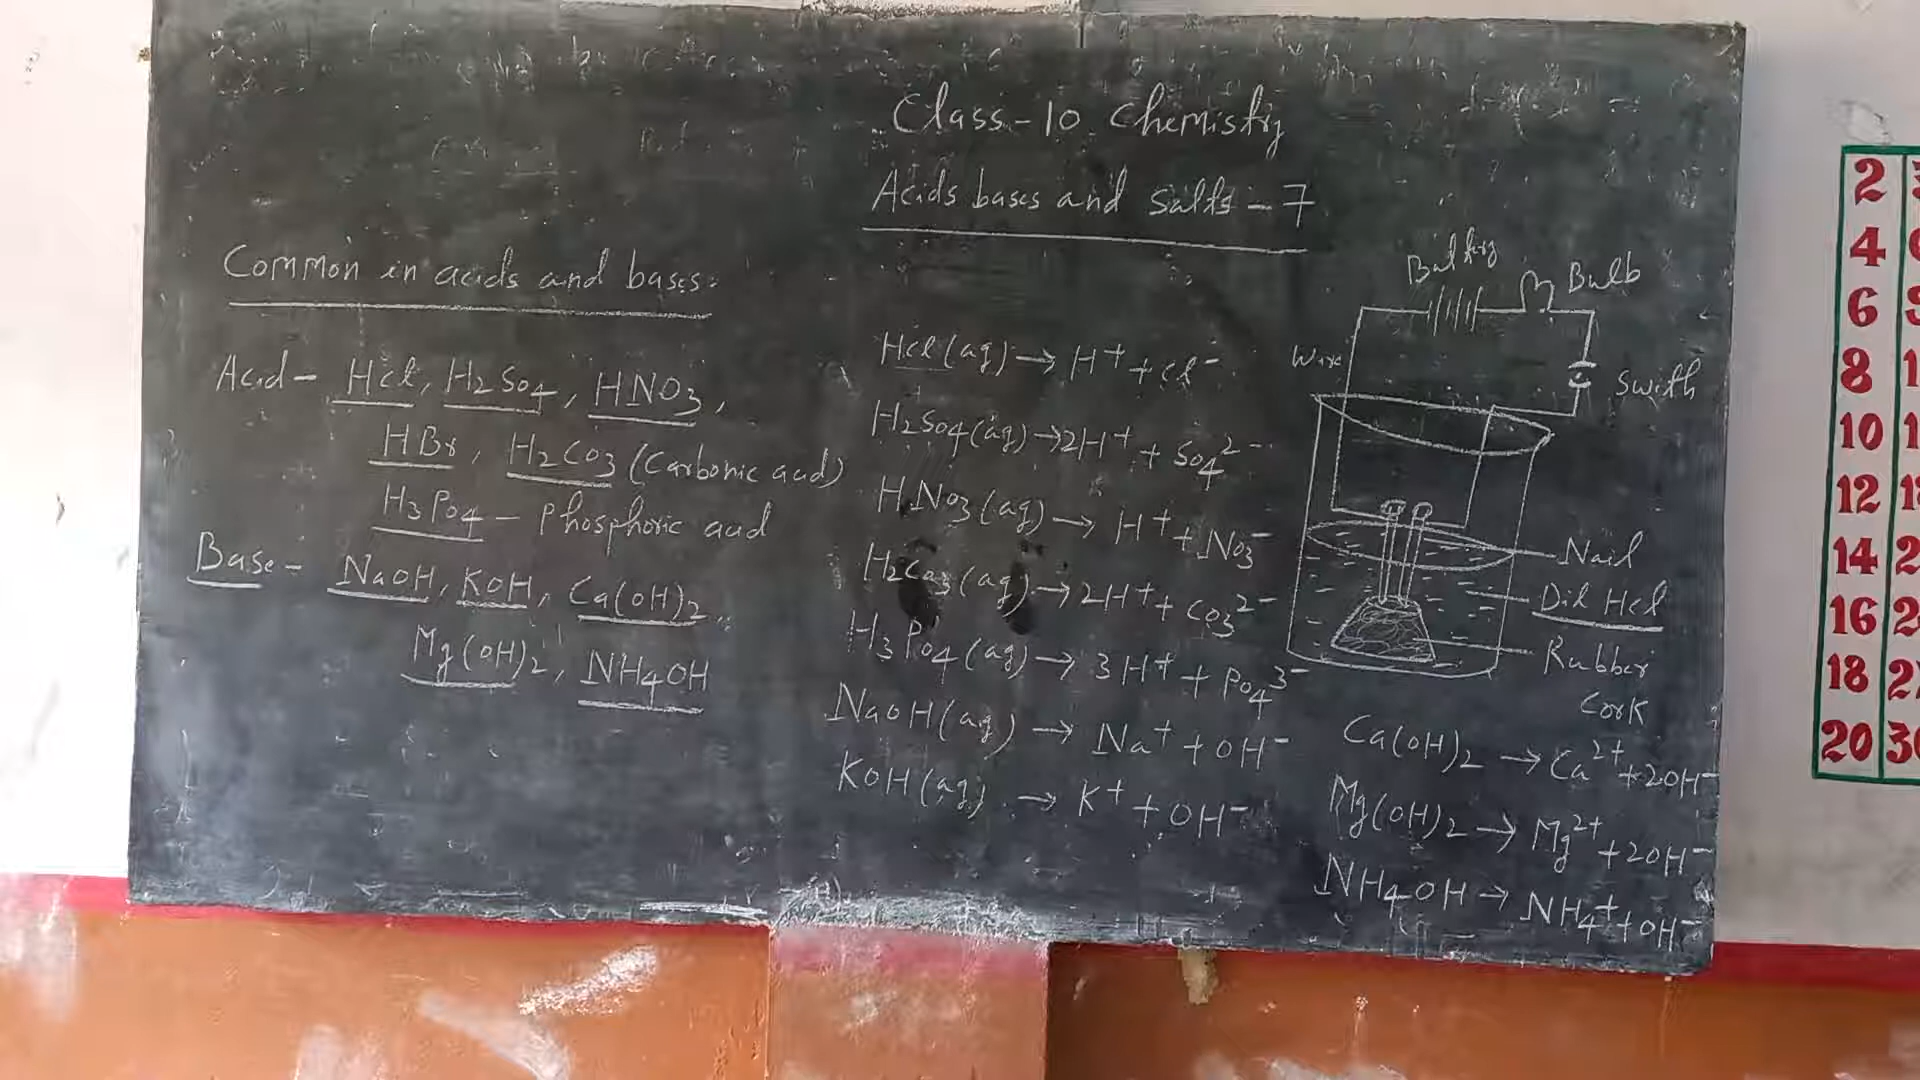 Class-10 Chemistry
Acids bases and salts-7
Common in acids and bases.
Acid- HCl, H2So4, HNO3,
HBr, H2CO3 (Carbonic acid)
H3PO4 - Phosphoric acid
Base- NaOH, KOH, Ca(OH)2,
Mg(OH)2, NH4OH
HCl(aq) → H+ + Cl-
H2So4(aq) → 2H+ + So4 2-
HNO3(aq) → H+ + NO3-
H2Co3(aq) → 2H+ + CO3 2-
H3PO4(aq) → 3H+ + PO4 3-
NaOH(aq) → Na+ + OH-
KOH(aq) → K+ + OH-
Battery
Bulb
Wire
Swith
Nail
Dil HCl
Rubber
Cork
Ca(OH)2 → Ca2+ + 2OH-
Mg(OH)2 → Mg2+ + 2OH-
NH4OH → NH4+ + OH-
2
4
6
8
10
12
14
16
18
20 30